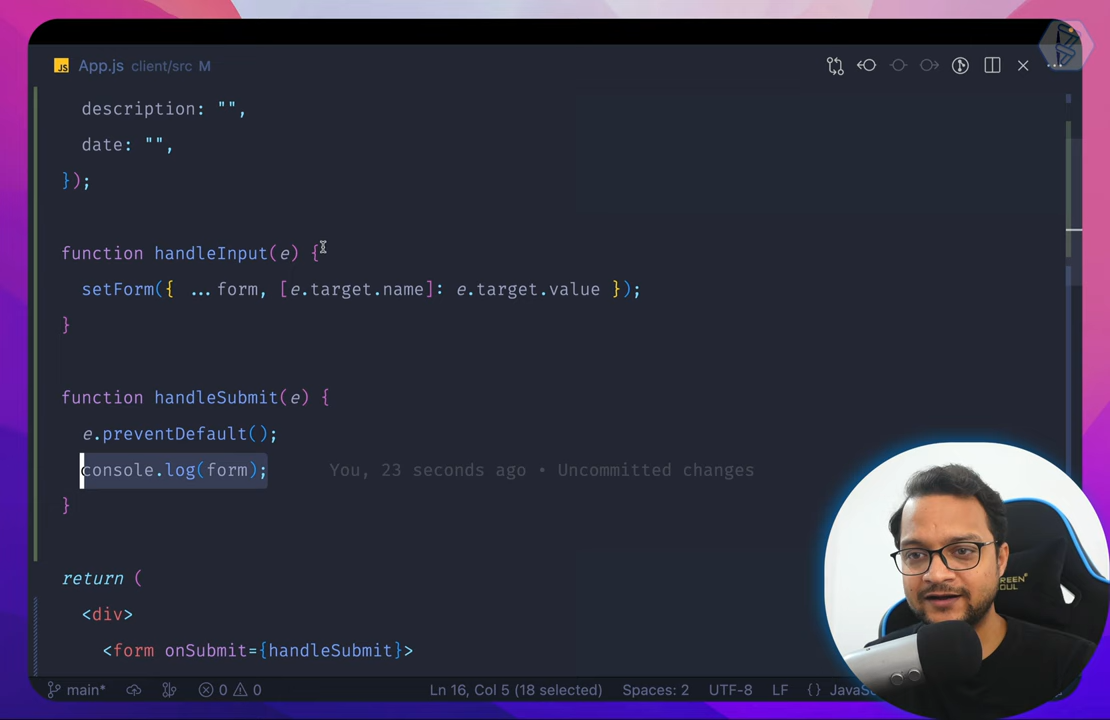 JS App.js client/src M
description: "",
date: "",
});
function handleInput(e) {
setForm({ ...form, [e.target.name]: e.target.value });
}
function handleSubmit(e) {
e.preventDefault();
console.log(form); You, 23 seconds ago • Uncommitted changes
}
return (
<div>
<form onSubmit={handleSubmit}>
main* 0 0 Ln 16, Col 5 (18 selected) Spaces: 2 UTF-8 LF {}